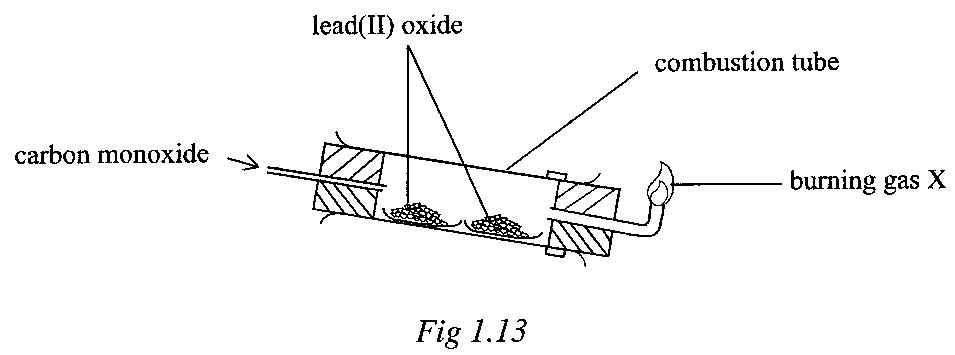 lead(II) oxide
combustion tube
carbon monoxide
burning gas X
Fig 1.13